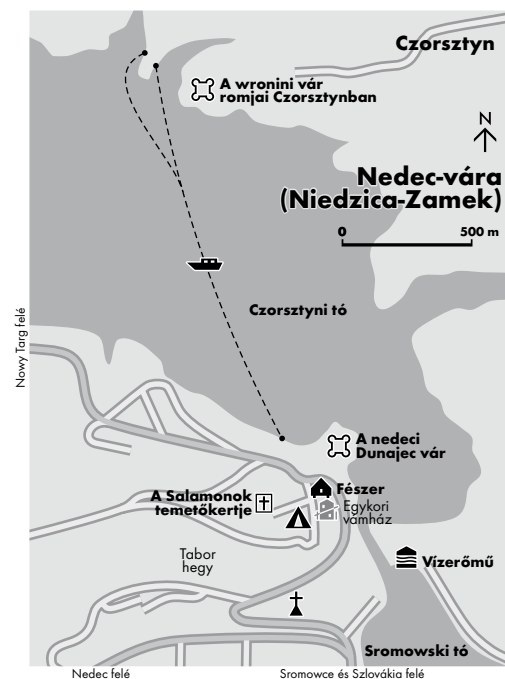 Czorsztyn
A wronini vár
romjai Czorsztynban
N
Nedec-vára
(Niedzica-Zamek)
0 500 m
Czorsztyni tó
Nowy Targ felé
A nedeci
Dunajec vár
Fészer
A Salamonok
temetőkertje
Egykori
vámház
Tabor
hegy
Vízerőmű
Sromowski tó
Nedec felé
Sromowce és Szlovákia felé